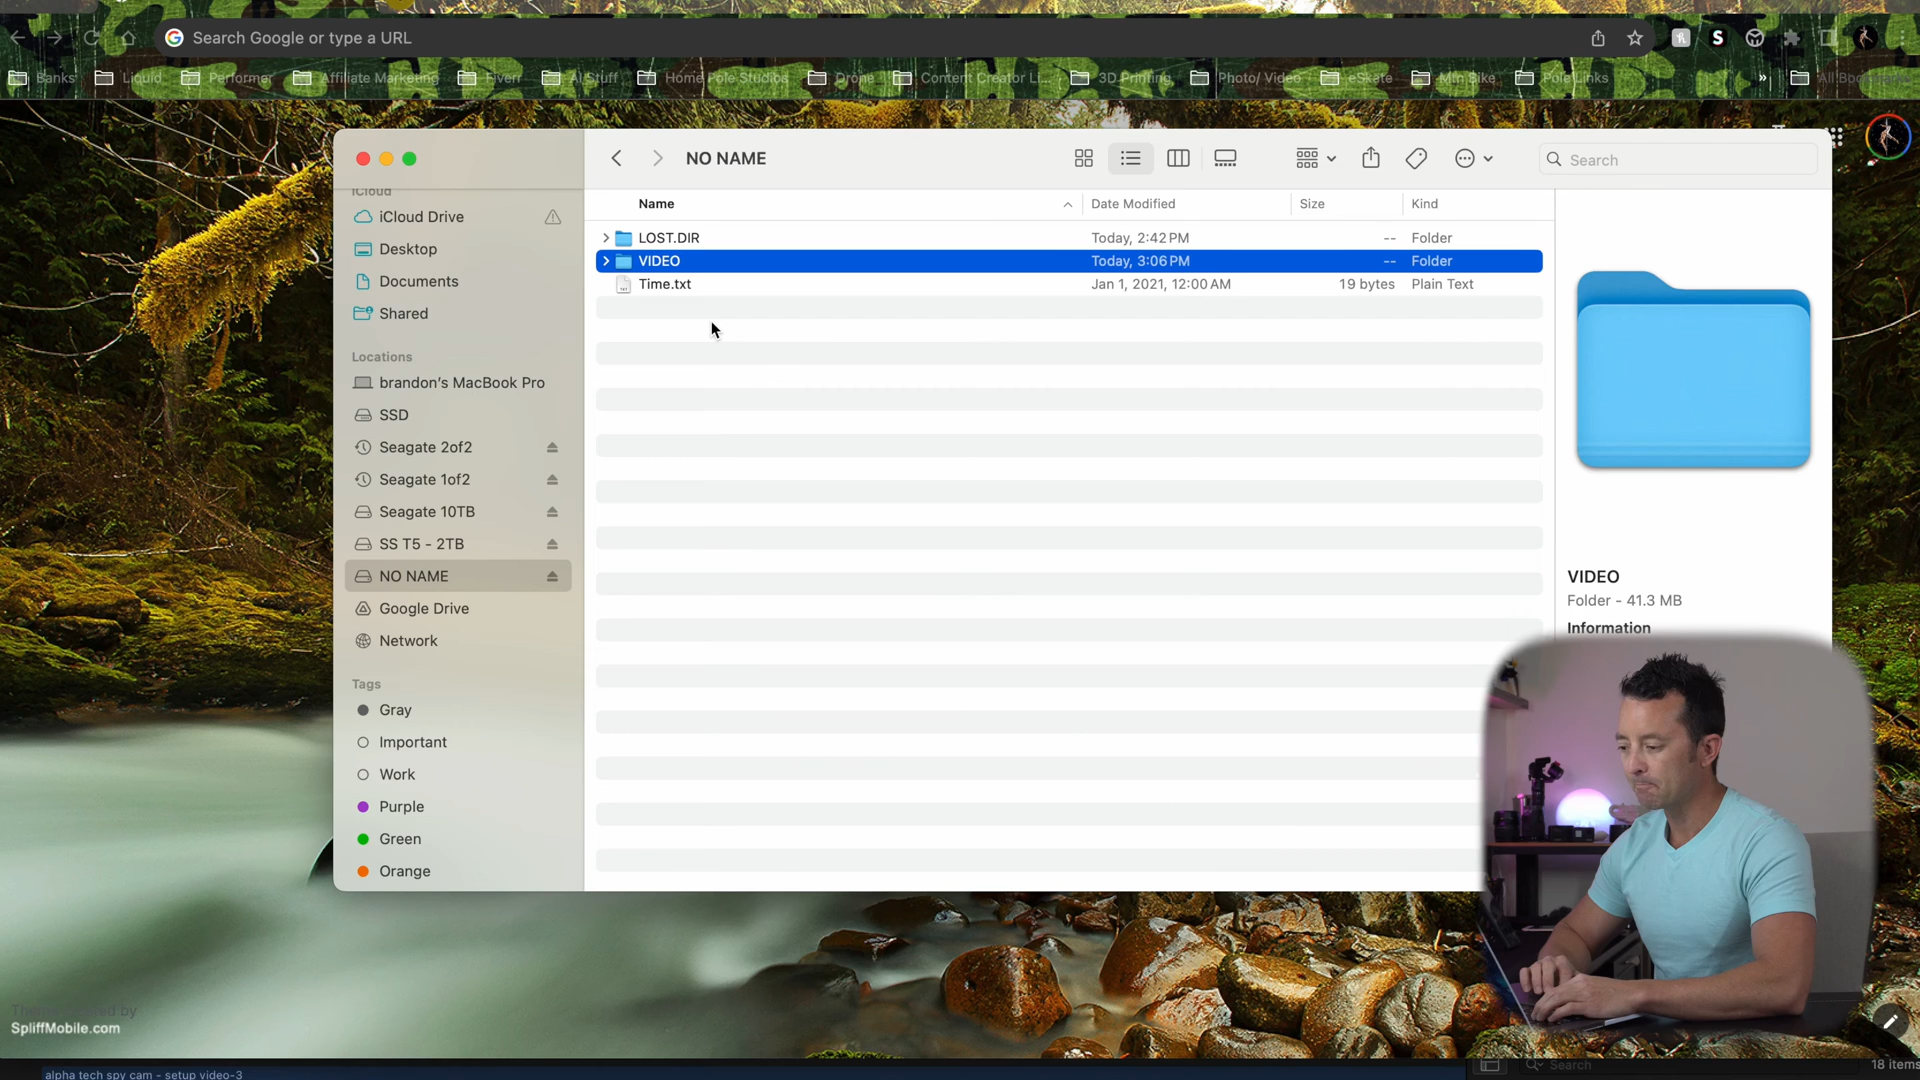 Search Google or type a URL
Banks Liquid Performer Affiliate Marketing Fiverr AI Stuff Home Pole Studios Drone Content Creator Li... 3D Printing Photo/ Video eSkate Mtn Bike Pole Links » All Bookmarks
NO NAME
Search
iCloud
iCloud Drive
Desktop
Documents
Shared
Locations
brandon's MacBook Pro
SSD
Seagate 2of2
Seagate 1of2
Seagate 10TB
SS T5 - 2TB
NO NAME
Google Drive
Network
Tags
Gray
Important
Work
Purple
Green
Orange
Name Date Modified Size Kind
LOST.DIR Today, 2:42 PM -- Folder
VIDEO Today, 3:06 PM -- Folder
Time.txt Jan 1, 2021, 12:00 AM 19 bytes Plain Text
VIDEO
Folder - 41.3 MB
Information
SpliffMobile.com
alpha tech spy cam - setup video-3
Search
18 items